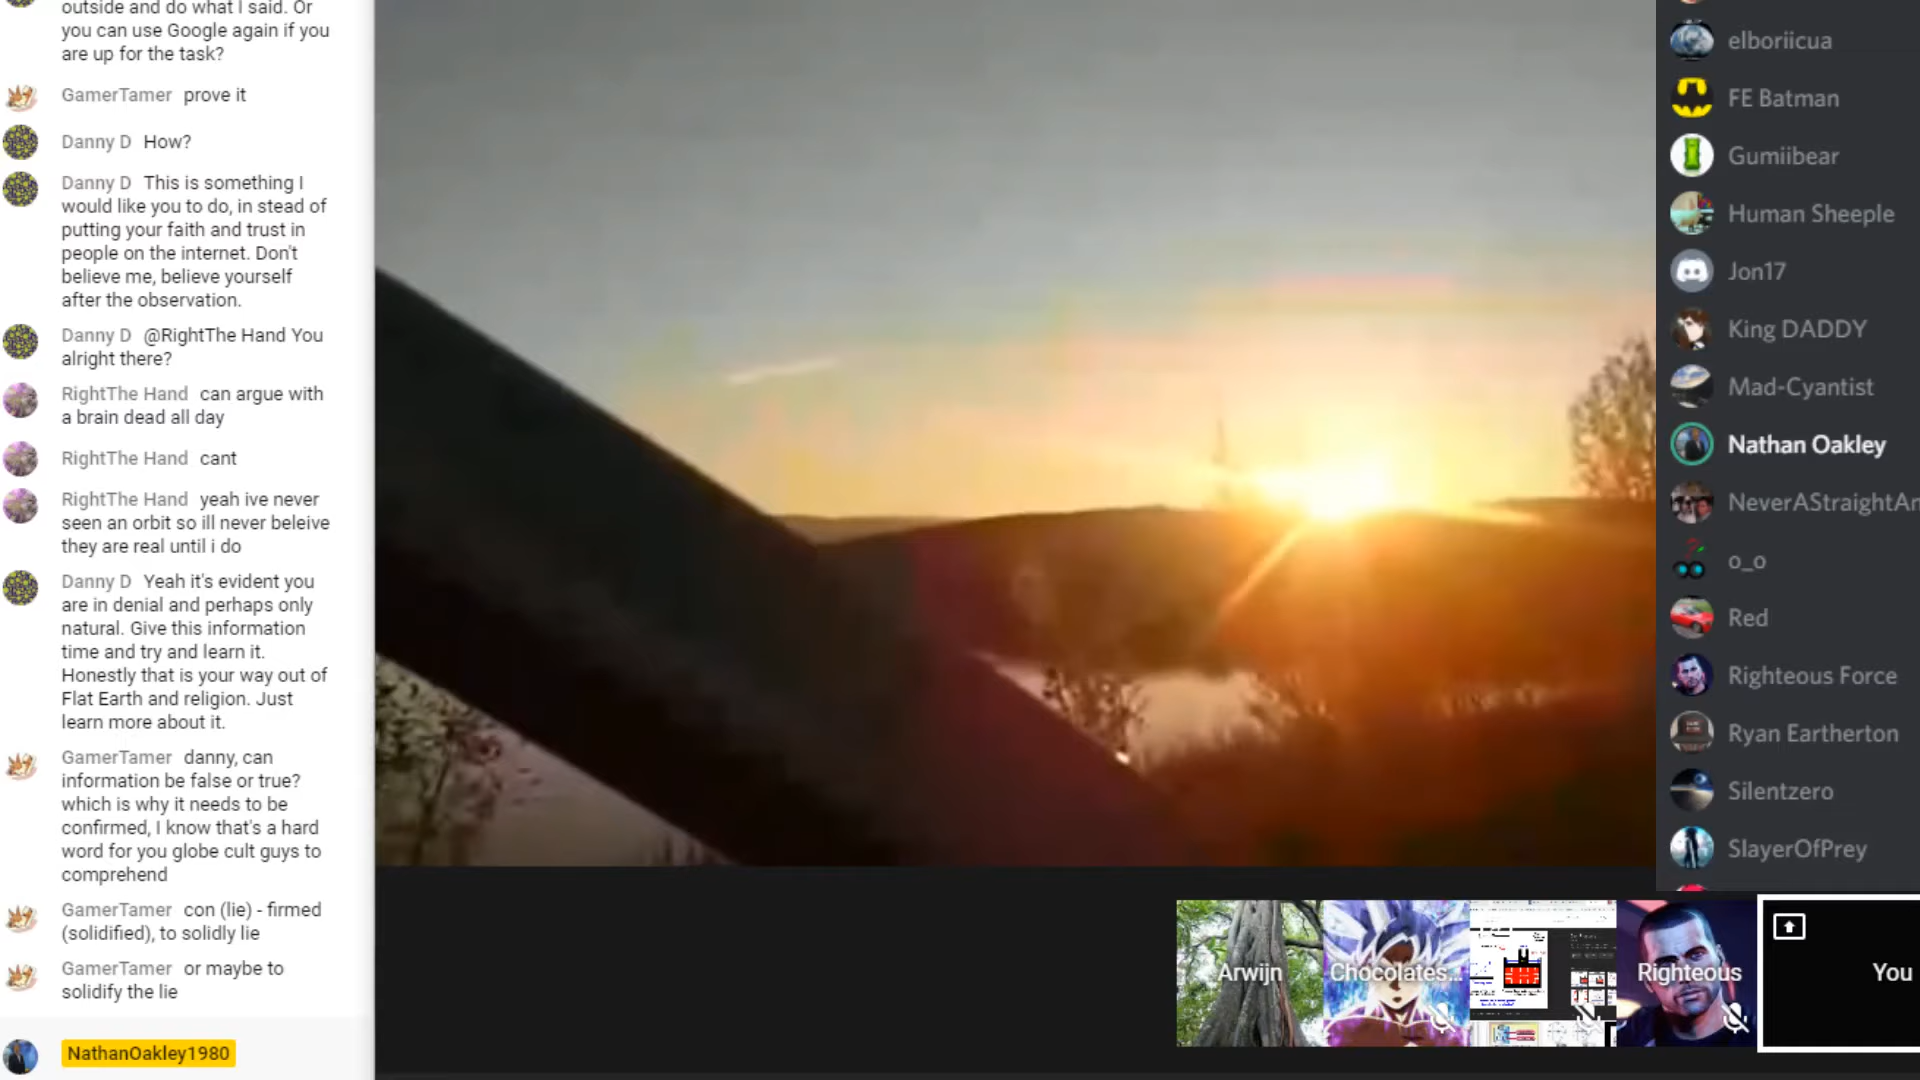 outside and do what I said. Or
you can use Google again if you
are up for the task?
GamerTamer prove it
Danny D How?
Danny D This is something I
would like you to do, in stead of
putting your faith and trust in
people on the internet. Don't
believe me, believe yourself
after the observation.
Danny D @RightThe Hand You
alright there?
RightThe Hand can argue with
a brain dead all day
RightThe Hand cant
RightThe Hand yeah ive never
seen an orbit so ill never beleive
they are real until i do
Danny D Yeah it's evident you
are in denial and perhaps only
natural. Give this information
time and try and learn it.
Honestly that is your way out of
Flat Earth and religion. Just
learn more about it.
GamerTamer danny, can
information be false or true?
which is why it needs to be
confirmed, I know that's a hard
word for you globe cult guys to
comprehend
GamerTamer con (lie) - firmed
(solidified), to solidly lie
GamerTamer or maybe to
solidify the lie
NathanOakley1980
elboriicua
FE Batman
Gumiibear
Human Sheeple
Jon17
King DADDY
Mad-Cyantist
Nathan Oakley
NeverAStraightAn
o_o
Red
Righteous Force
Ryan Eartherton
Silentzero
SlayerOfPrey
Arwijn
Chocolates...
Righteous
You